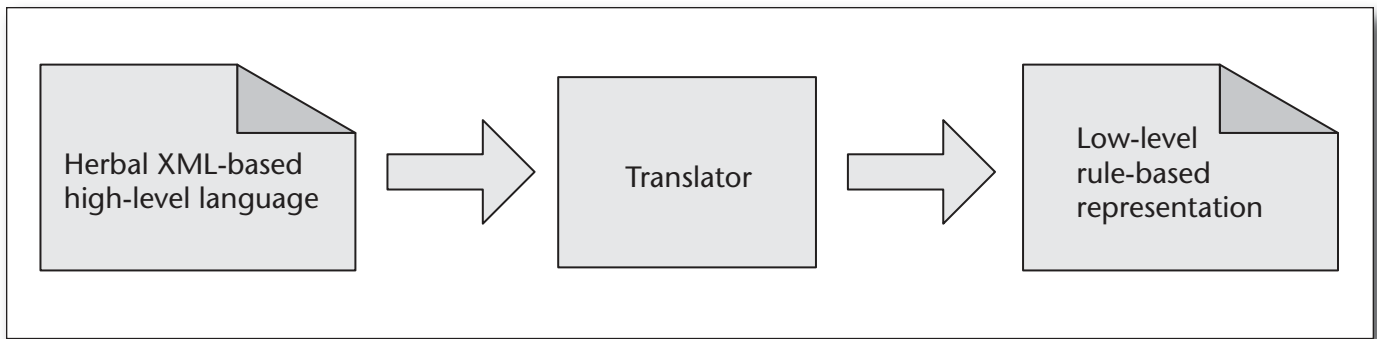 Herbal XML-based
high-level language
Translator
Low-level
rule-based
representation